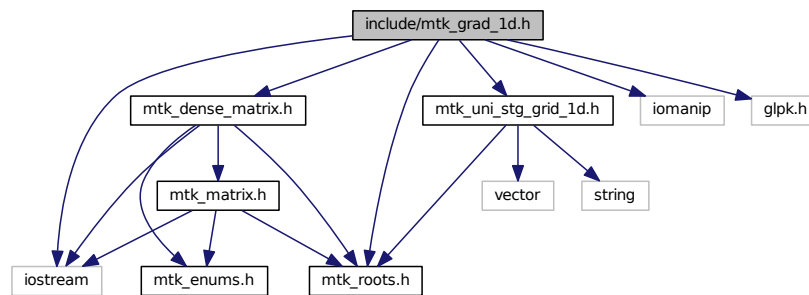 include/mtk_grad_1d.h
mtk_dense_matrix.h
mtk_uni_stg_grid_1d.h
iomanip
glpk.h
mtk_matrix.h
vector
string
iostream
mtk_enums.h
mtk_roots.h